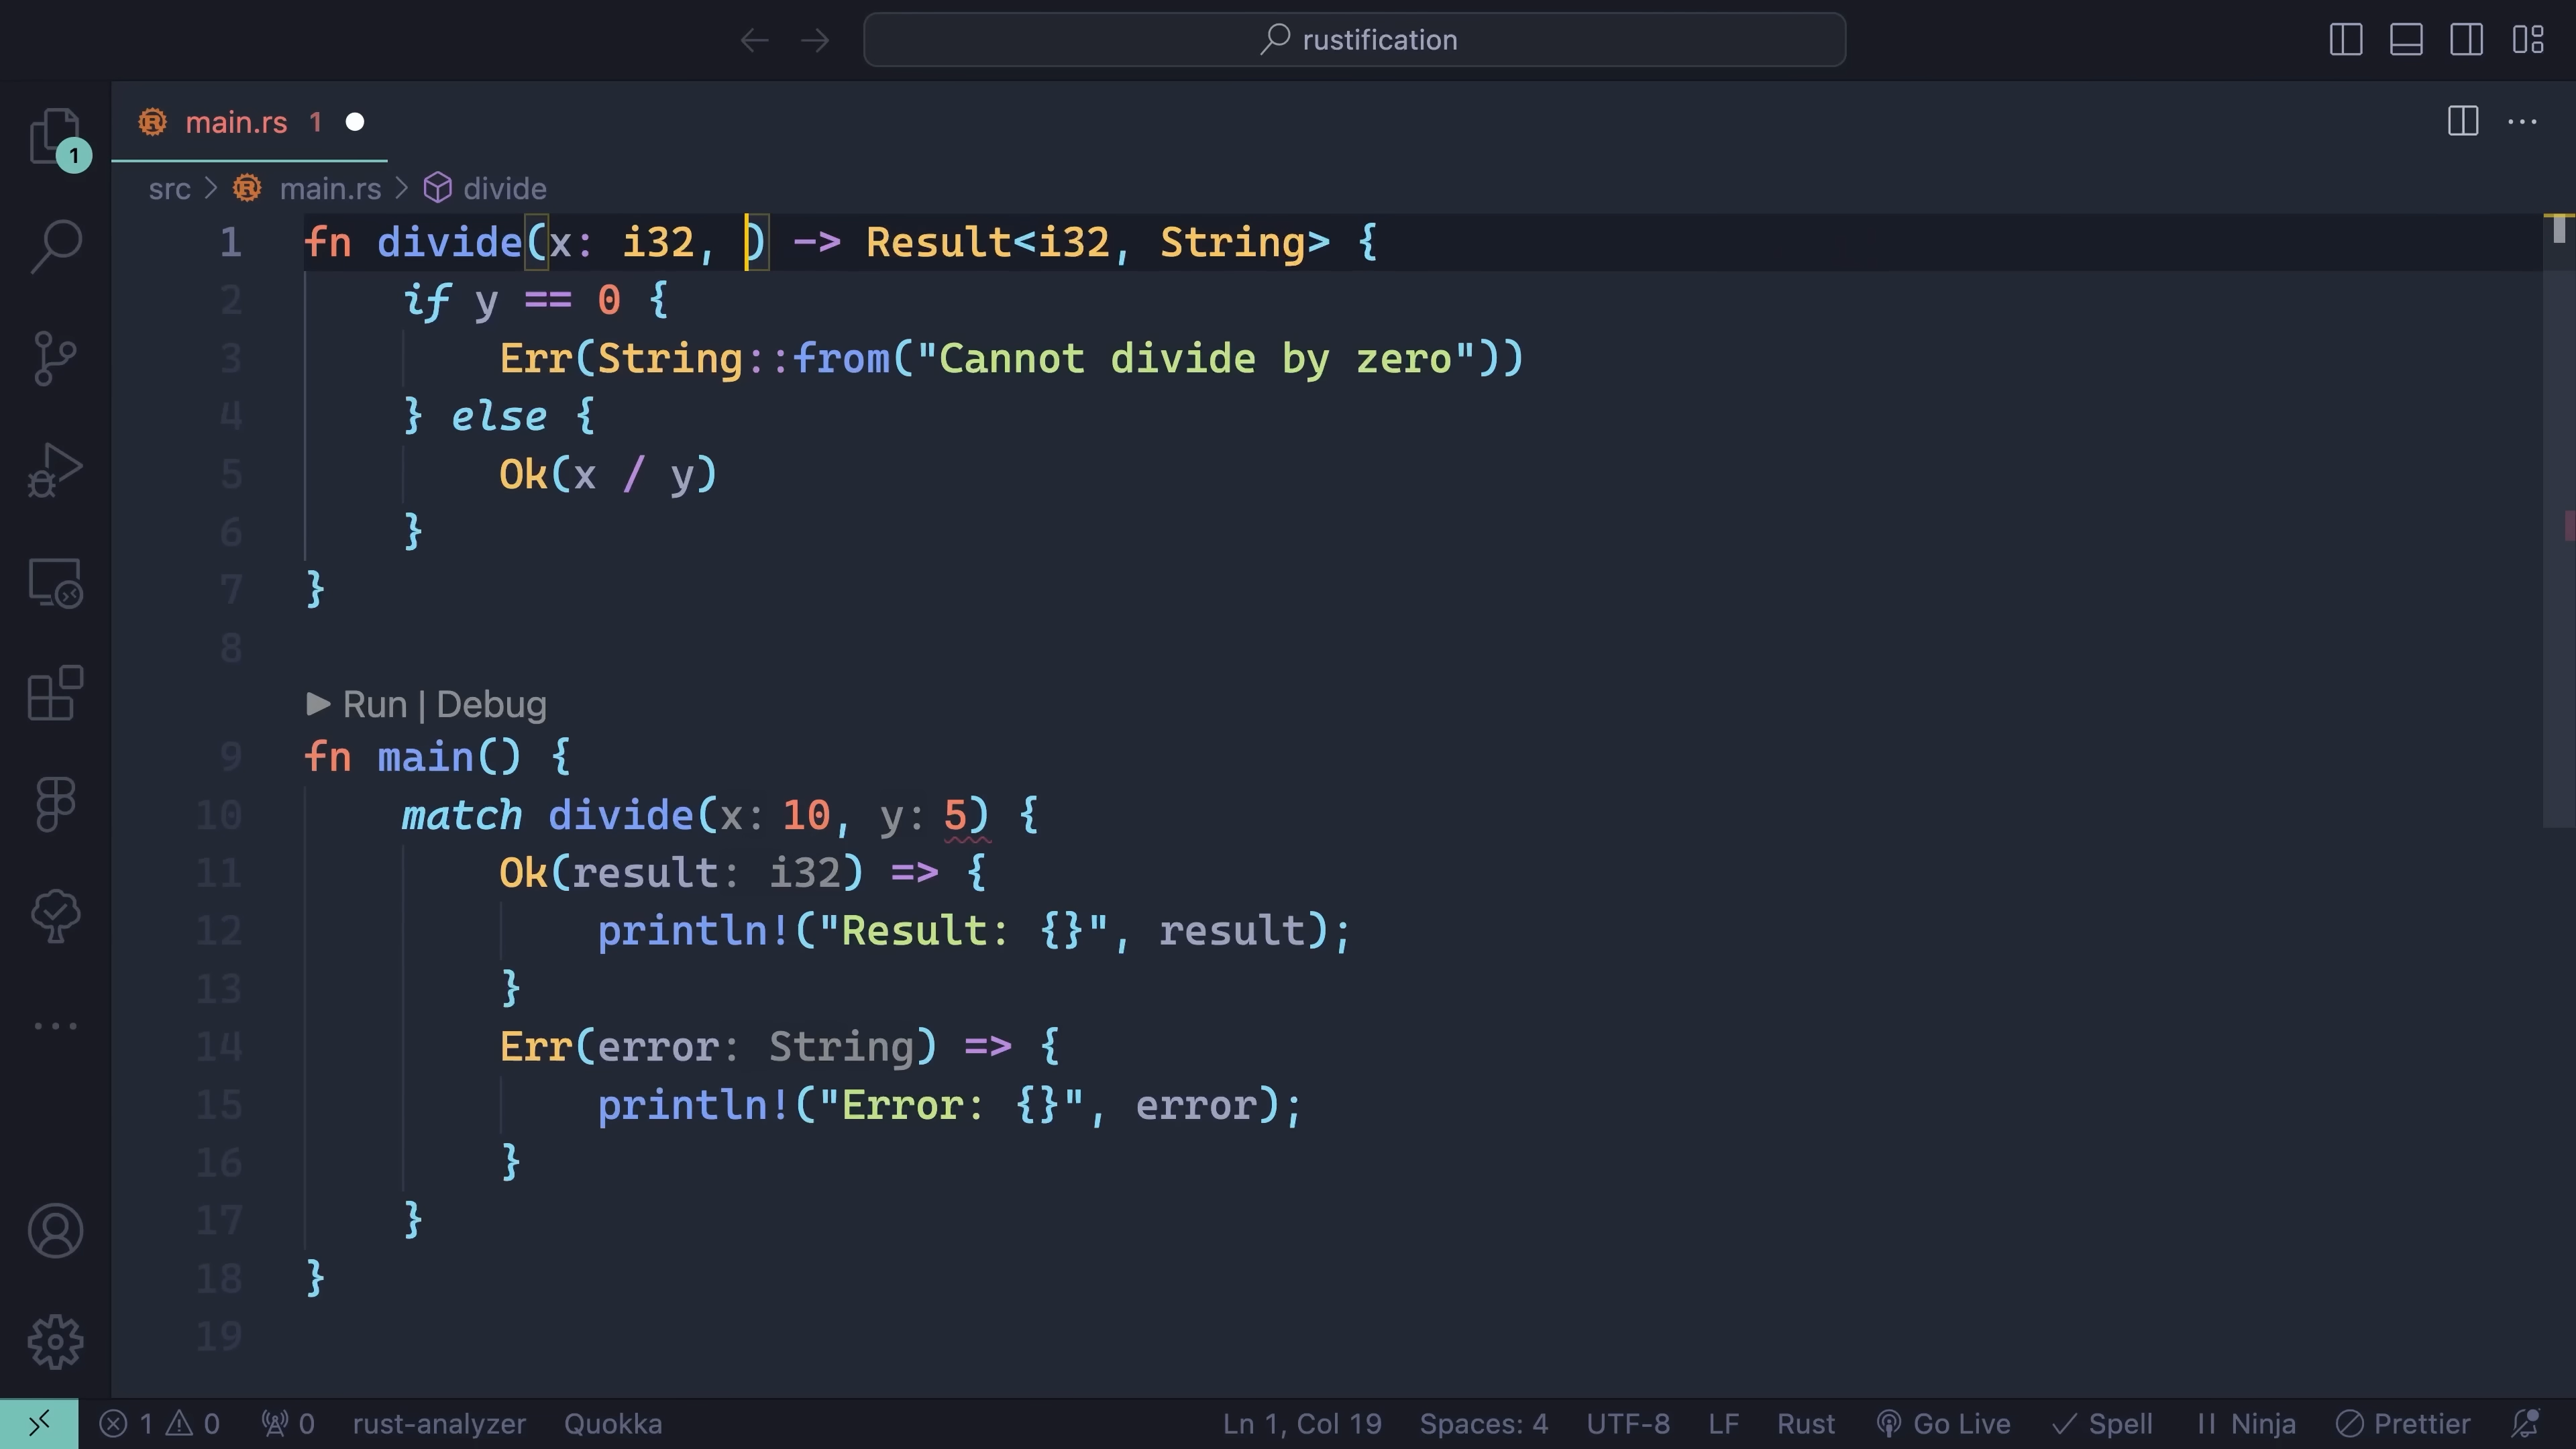 rustification
main.rs 1
1
src > main.rs > divide
1 fn divide(x: i32, ) -> Result<i32, String> {
2 if y == 0 {
3 Err(String::from("Cannot divide by zero"))
4 } else {
5 Ok(x / y)
6 }
7 }
8
Run | Debug
9 fn main() {
10 match divide(x: 10, y: 5) {
11 Ok(result: i32) => {
12 println!("Result: {}", result);
13 }
14 Err(error: String) => {
15 println!("Error: {}", error);
16 }
17 }
18 }
19
1 0 0 rust-analyzer Quokka Ln 1, Col 19 Spaces: 4 UTF-8 LF Rust Go Live Spell Ninja Prettier